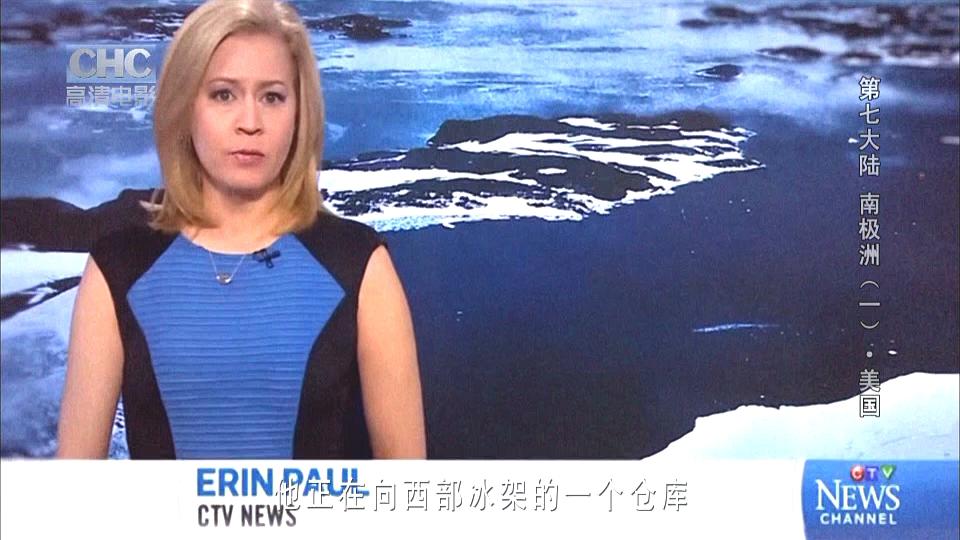 CHC
高清电影
第七大陆 南极洲（一）·美国
ERIN PAUL
他正在向西部冰架的一个仓库
CTV NEWS
CTV
NEWS
CHANNEL